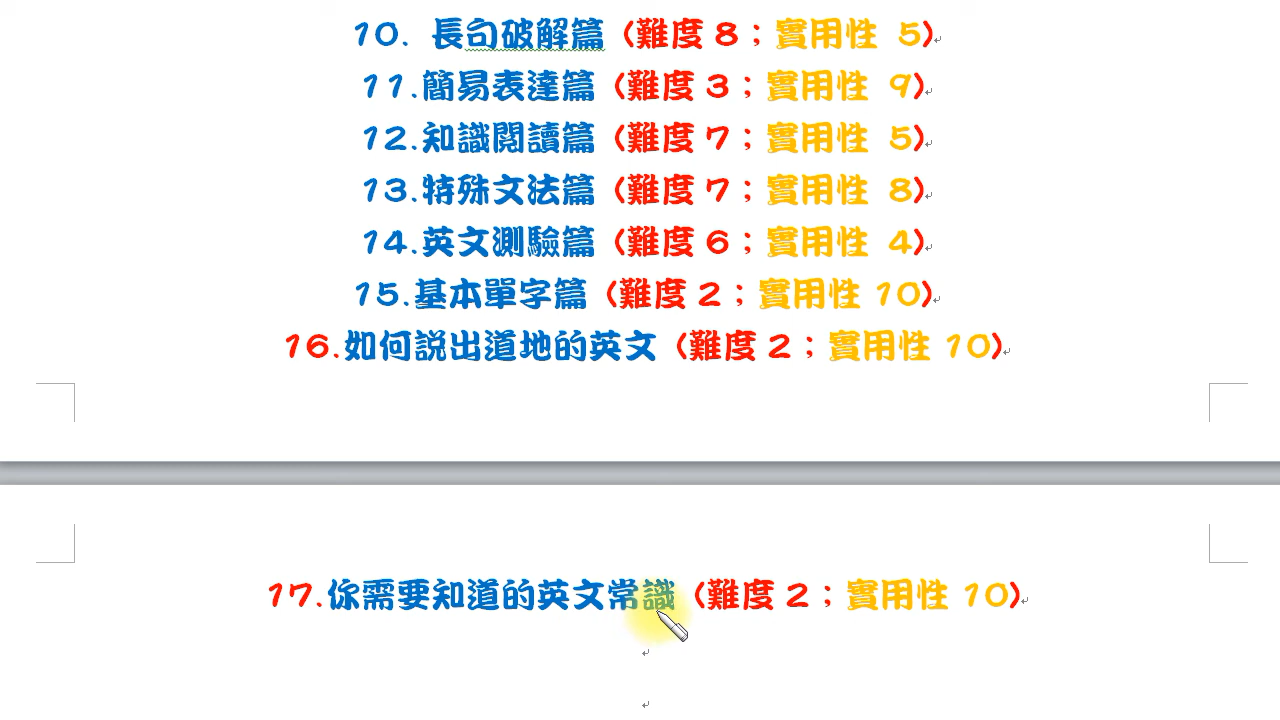 10. 長句破解篇 (難度 8；實用性 5)
11.簡易表達篇 (難度 3；實用性 9)
12.知識閱讀篇 (難度 7；實用性 5)
13.特殊文法篇 (難度 7；實用性 8)
14.英文測驗篇 (難度 6；實用性 4)
15.基本單字篇 (難度 2；實用性 10)
16.如何說出道地的英文 (難度 2；實用性 10)
17.你需要知道的英文常識 (難度 2；實用性 10)